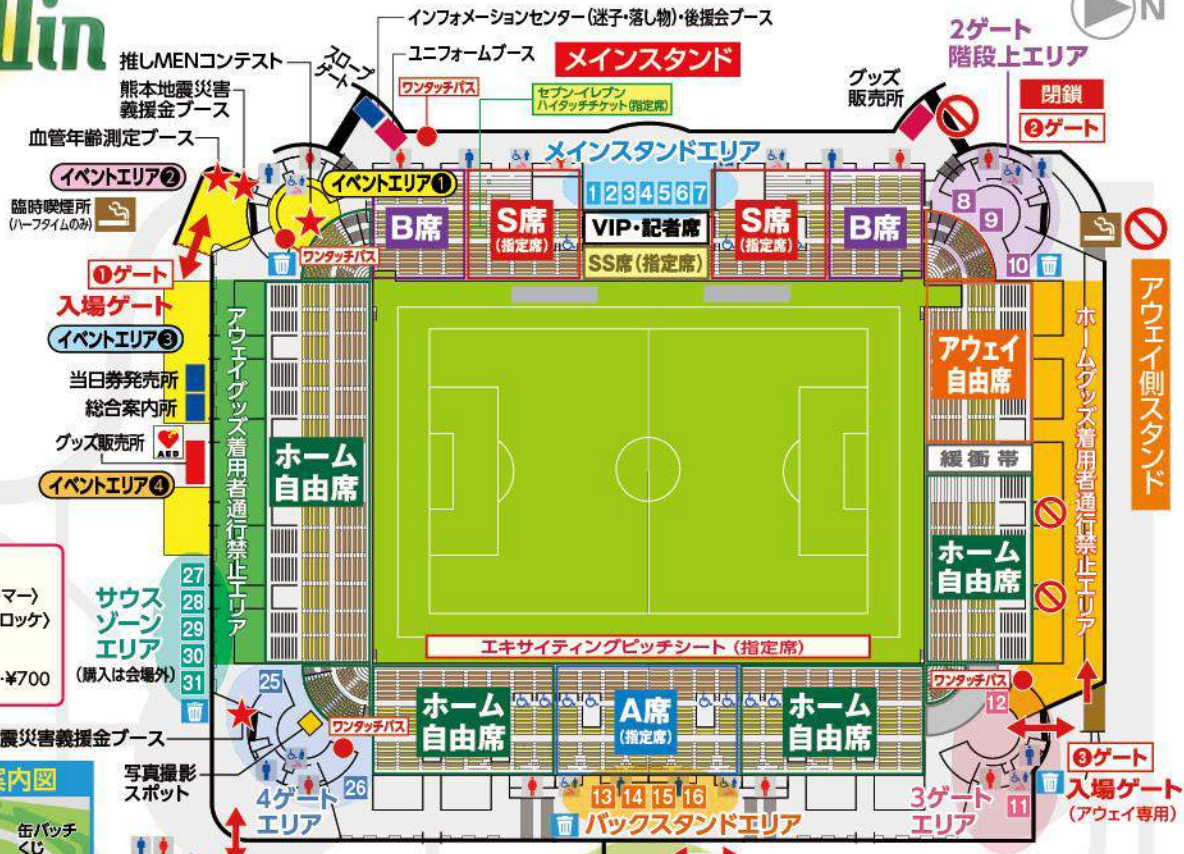 lin
N
インフォメーションセンター(迷子・落し物)・後援会ブース
推しMENコンテスト
スロープ
ゲート
ユニフォームブース
メインスタンド
2ゲート
階段上エリア
熊本地震災害
義援金ブース
ワンタッチパス
セブン-イレブン
ハイタッチチケット(指定席)
グッズ
販売所
閉鎖
❷ゲート
血管年齢測定ブース
メインスタンドエリア
イベントエリア❷
イベントエリア❶
1 2 3 4 5 6 7
8
9
10
臨時喫煙所
(ハーフタイムのみ)
B席
S席
(指定席)
VIP・記者席
SS席(指定席)
S席
(指定席)
B席
ワンタッチパス
❶ゲート
入場ゲート
イベントエリア❸
当日券発売所
総合案内所
グッズ販売所
AED
イベントエリア❹
アウェイグッズ着用者通行禁止エリア
ホーム
自由席
アウェイ
自由席
緩衝帯
ホーム
自由席
ホームグッズ着用者通行禁止エリア
アウェイ側スタンド
マー〉
ロッケ〉
・¥700
サウス
ゾーン
エリア
(購入は会場外)
27
28
29
30
31
エキサイティングピッチシート(指定席)
25
ワンタッチパス
ホーム
自由席
A席
(指定席)
ホーム
自由席
ワンタッチパス
12
震災害義援金ブース
写真撮影
スポット
4ゲート
エリア
26
13 14 15 16
バックスタンドエリア
3ゲート
エリア
11
❸ゲート
入場ゲート
(アウェイ専用)
案内図
缶バッチ
くじ